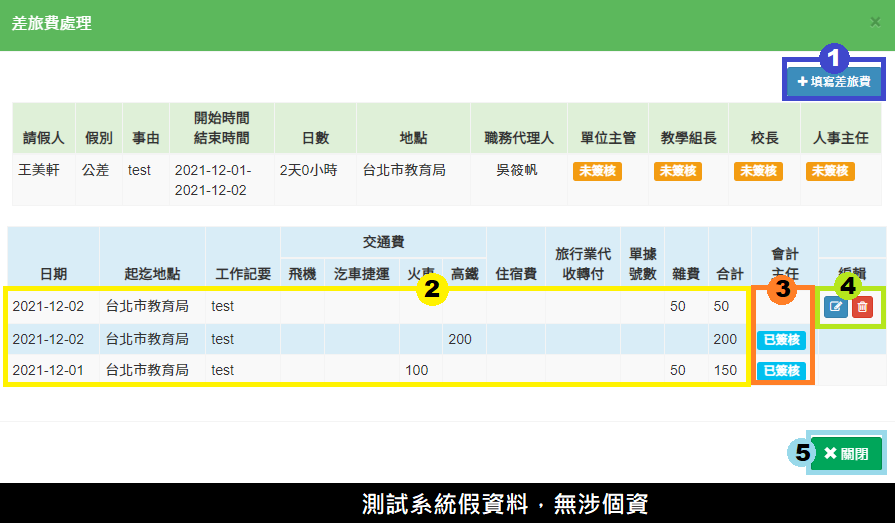 差旅費處理 ×
1
填寫差旅費
請假人 假別 事由 開始時間 結束時間 日數 地點 職務代理人 單位主管 教學組長 校長 人事主任
王美軒 公差 test 2021-12-01-
2021-12-02 2天0小時 台北市教育局 吳筱帆 未簽核 未簽核 未簽核 未簽核
交通費
日期 起迄地點 工作記要 飛機 汔車捷運 火車 高鐵 住宿費 旅行業代收轉付 單據號數 雜費 合計 會計主任 編輯
2 3 4
2021-12-02 台北市教育局 test 50 50
2021-12-02 台北市教育局 test 200 200 已簽核
2021-12-01 台北市教育局 test 100 50 150 已簽核
5 關閉
測試系統假資料，無涉個資